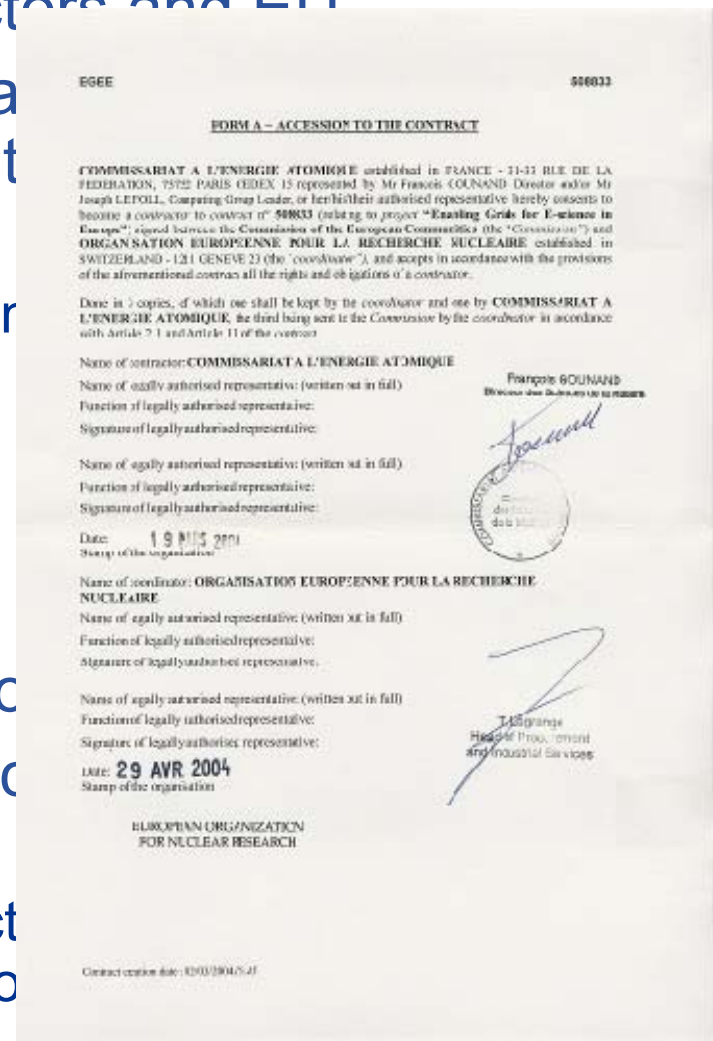 EGEE 508833
FORM A – ACCESSION TO THE CONTRACT
COMMISSARIAT A L'ENERGIE ATOMIQUE established in FRANCE - 31-33 RUE DE LA
FEDERATION, 75752 PARIS CEDEX 15 represented by Mr Francois GOUNAND Director and/or Mr
Joseph LEFOLL, Computing Group Leader, or her/his/their authorised representative hereby consents to
become a contractor to contract n° 508833 (relating to project "Enabling Grids for E-science in
Europe") signed between the Commission of the European Communities (the "Commission") and
ORGANISATION EUROPEENNE POUR LA RECHERCHE NUCLEAIRE established in
SWITZERLAND - 1211 GENEVE 23 (the "coordinator"), and accepts in accordance with the provisions
of the aforementioned contract all the rights and obligations of a contractor.
Done in 3 copies, of which one shall be kept by the coordinator and one by COMMISSARIAT A
L'ENERGIE ATOMIQUE, the third being sent to the Commission by the coordinator in accordance
with Article 2.1 and Article 11 of the contract
Name of contractor: COMMISSARIAT A L'ENERGIE ATOMIQUE
François GOUNAND
Name of legally authorised representative: (written out in full)
Function of legally authorised representative:
Signature of legally authorised representative:
Name of legally authorised representative: (written out in full)
Function of legally authorised representative:
Signature of legally authorised representative:
Date: 19
Stamp of the organisation
Name of coordinator: ORGANISATION EUROPEENNE POUR LA RECHERCHE
NUCLEAIRE
Name of legally authorised representative: (written out in full)
Function of legally authorised representative:
Signature of legally authorised representative:
Name of legally authorised representative: (written out in full)
Function of legally authorised representative:
Signature of legally authorised representative:
T. Lagrange
Head of Procurement
and Industrial Services
Date: 29 AVR 2004
Stamp of the organisation
EUROPEAN ORGANIZATION
FOR NUCLEAR RESEARCH